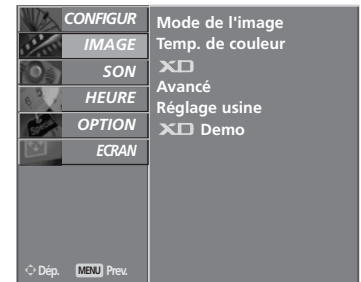 CONFIGUR
IMAGE
SON
HEURE
OPTION
ECRAN
Dép. MENU Prev.
Mode de l'image
Temp. de couleur
XD
Avancé
Réglage usine
XD Demo